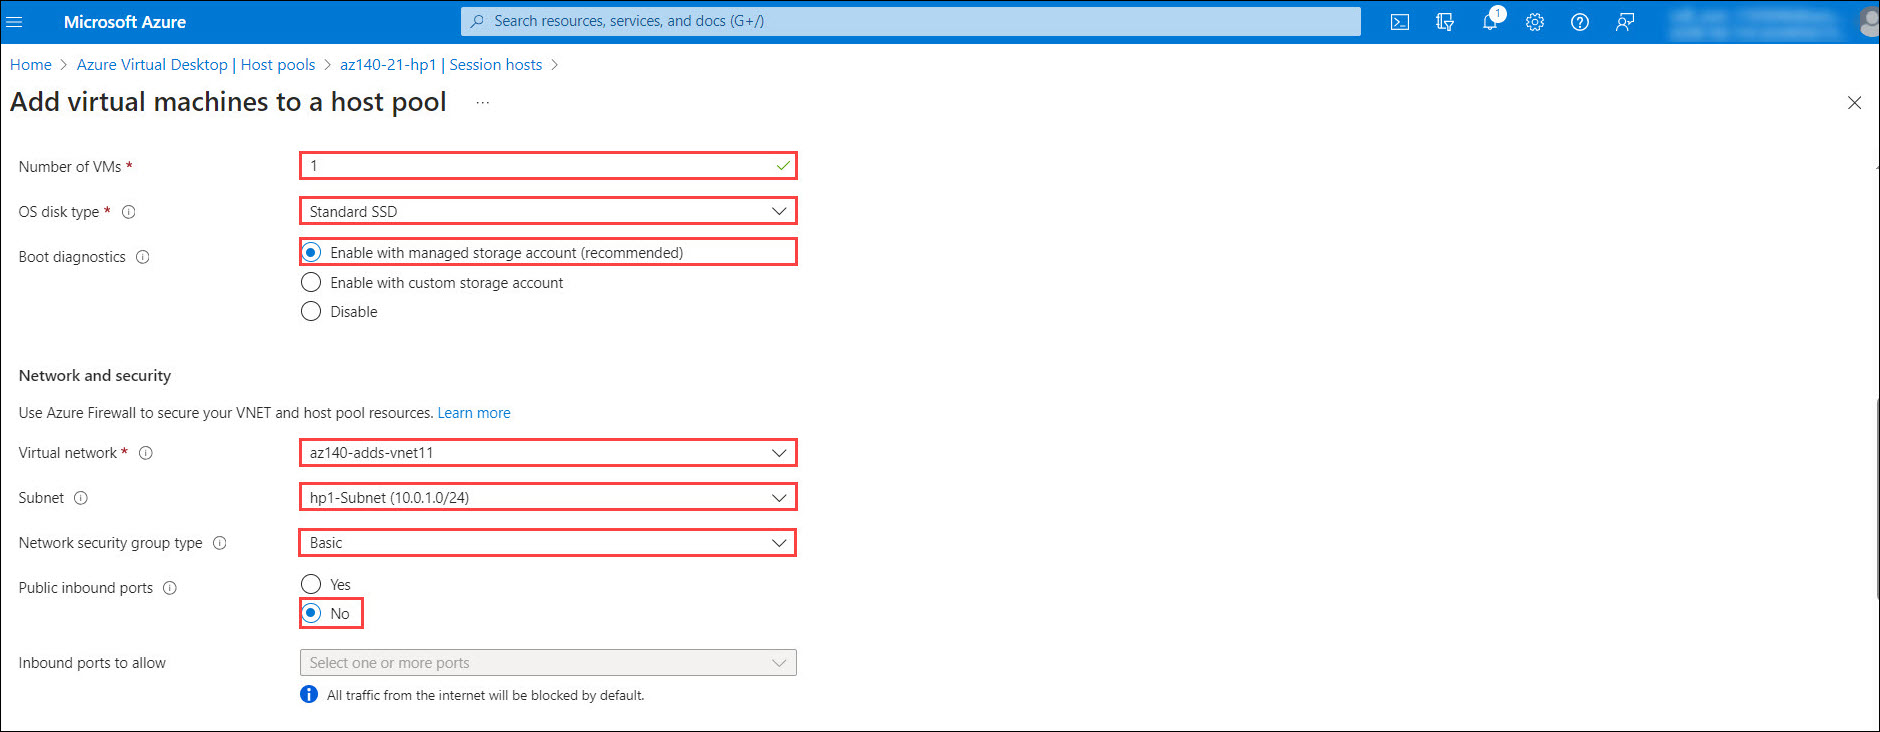 Microsoft Azure
Search resources, services, and docs (G+/)
1
Home > Azure Virtual Desktop | Host pools > az140-21-hp1 | Session hosts >
Add virtual machines to a host pool ...
Number of VMs * 1
OS disk type * Standard SSD
Boot diagnostics Enable with managed storage account (recommended)
Enable with custom storage account
Disable
Network and security
Use Azure Firewall to secure your VNET and host pool resources. Learn more
Virtual network * az140-adds-vnet11
Subnet hp1-Subnet (10.0.1.0/24)
Network security group type Basic
Public inbound ports Yes
No
Inbound ports to allow Select one or more ports
All traffic from the internet will be blocked by default.